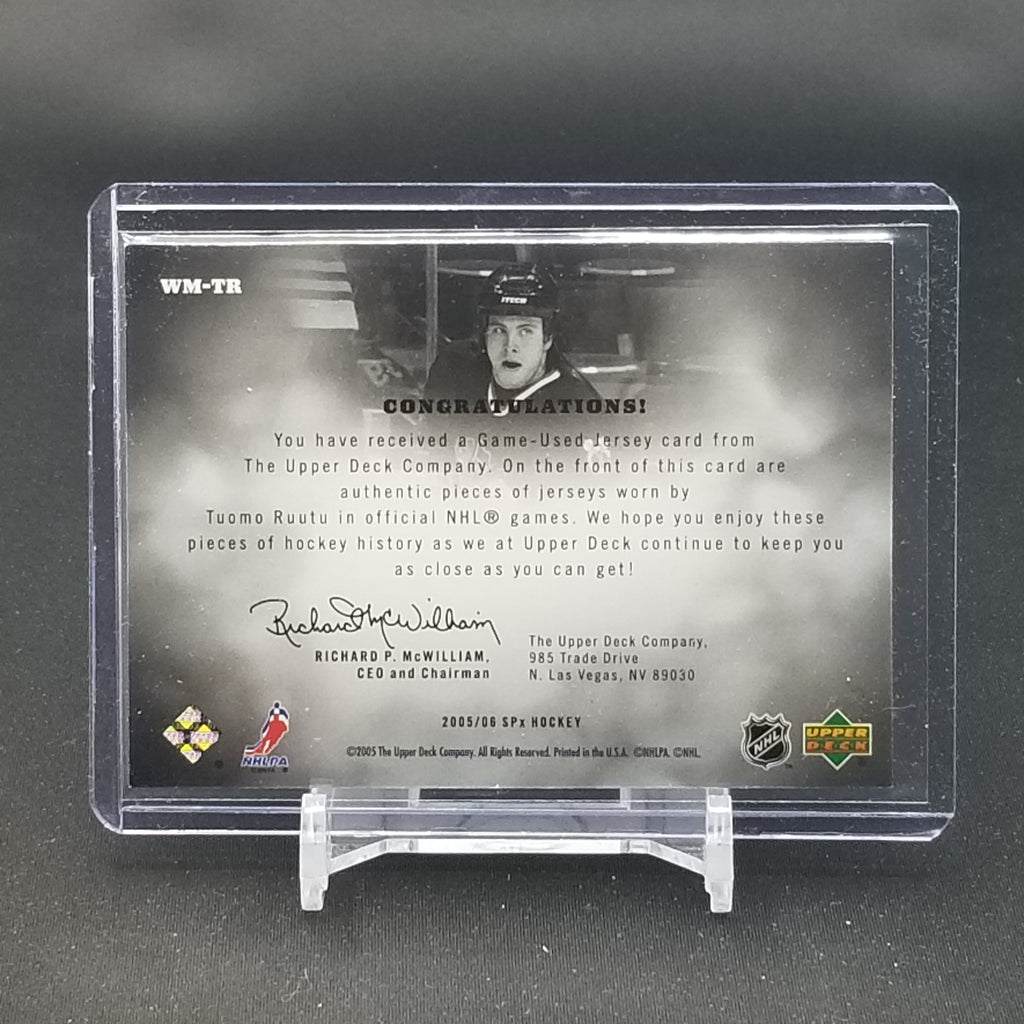 WM-TR
ITECH
CONGRATULATIONS!
You have received a Game-Used Jersey card from
The Upper Deck Company. On the front of this card are
authentic pieces of jerseys worn by
Tuomo Ruutu in official NHL® games. We hope you enjoy these
pieces of hockey history as we at Upper Deck continue to keep you
as close as you can get!
Richard McWilliam
RICHARD P. McWILLIAM,
CEO and Chairman
The Upper Deck Company,
985 Trade Drive
N. Las Vegas, NV 89030
2005/06 SPx HOCKEY
©2005 The Upper Deck Company. All Rights Reserved. Printed in the U.S.A. ©NHLPA. ©NHL.
NHLPA
NHL
UPPER
DECK